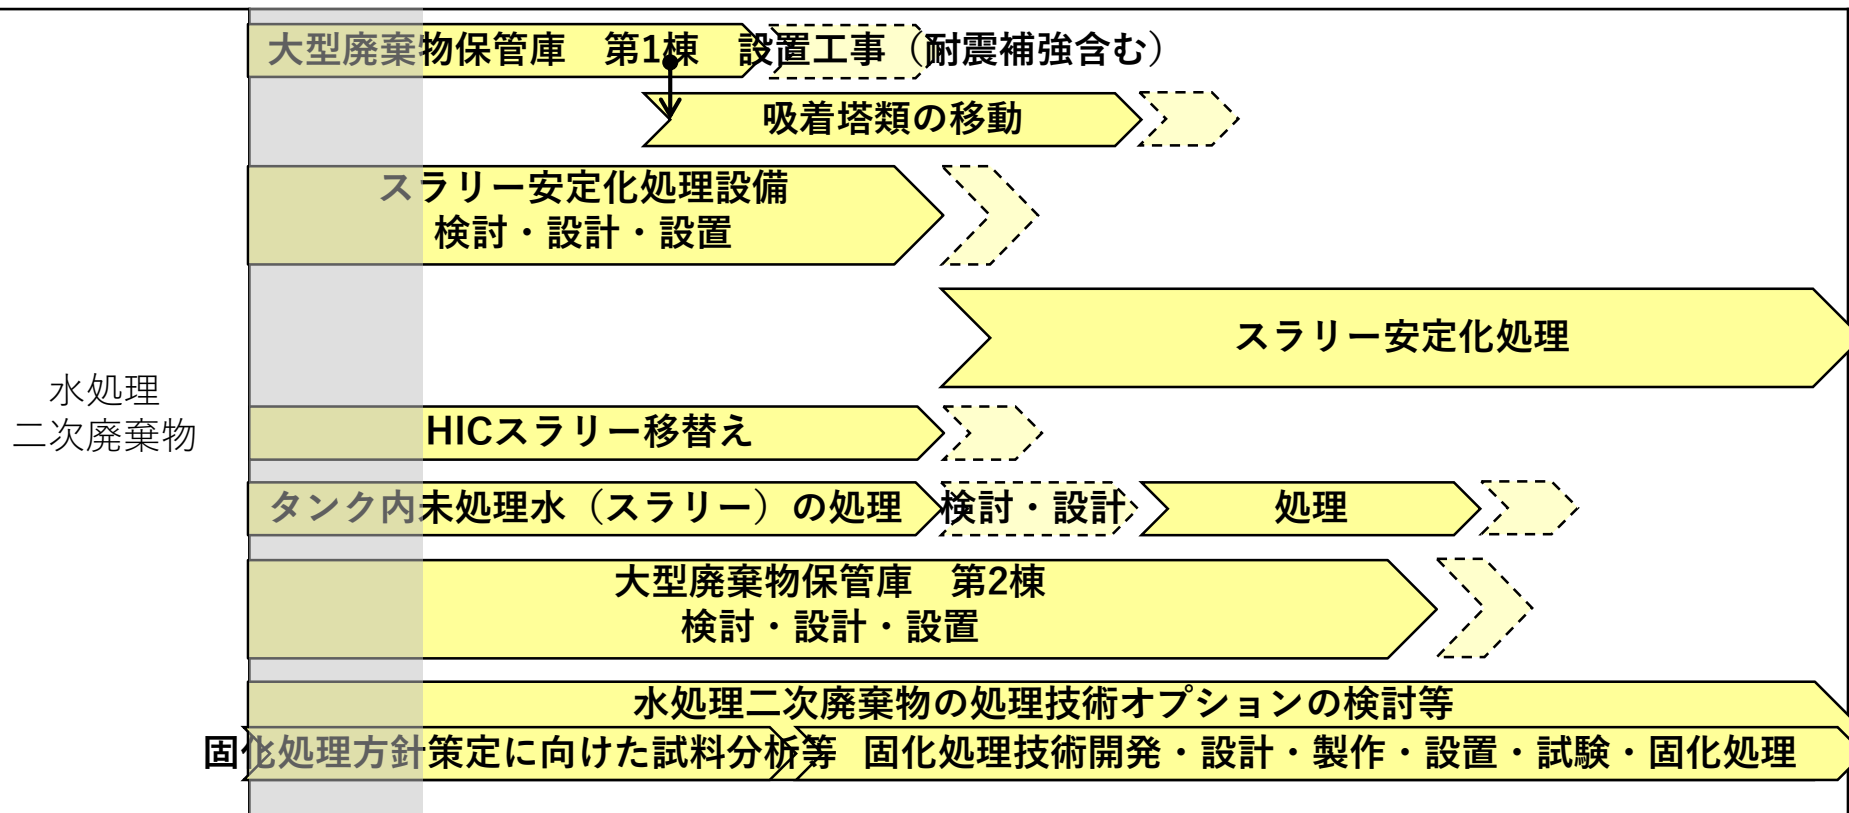 大型廃棄物保管庫　第1棟　設置工事（耐震補強含む）
吸着塔類の移動
スラリー安定化処理設備
検討・設計・設置
スラリー安定化処理
水処理
二次廃棄物
HICスラリー移替え
タンク内未処理水（スラリー）の処理 検討・設計 処理
大型廃棄物保管庫　第2棟
検討・設計・設置
水処理二次廃棄物の処理技術オプションの検討等
固化処理方針策定に向けた試料分析等 固化処理技術開発・設計・製作・設置・試験・固化処理